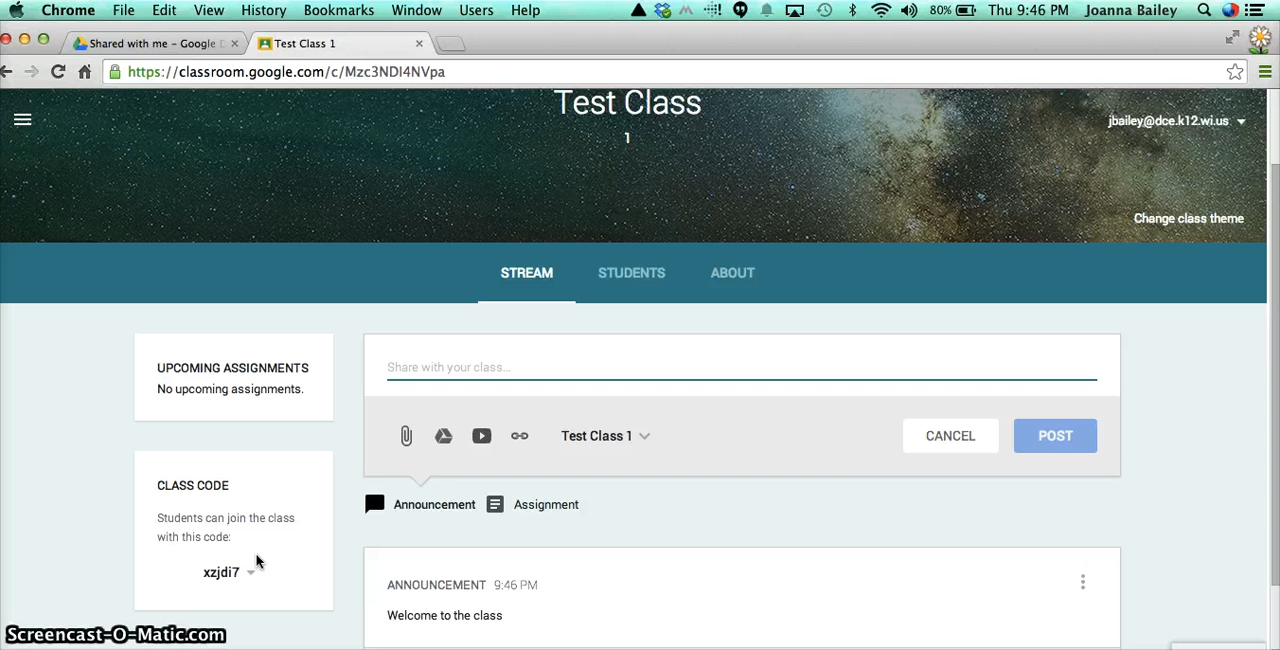 Chrome File Edit View History Bookmarks Window Users Help 80% Thu 9:46 PM Joanna Bailey
Shared with me – Google D Test Class 1
https://classroom.google.com/c/Mzc3NDI4NVpa
Test Class
1
jbailey@dce.k12.wi.us
Change class theme
STREAM STUDENTS ABOUT
UPCOMING ASSIGNMENTS
No upcoming assignments.
Share with your class...
Test Class 1 CANCEL POST
CLASS CODE
Students can join the class
with this code:
xzjdi7
Announcement Assignment
ANNOUNCEMENT 9:46 PM
Welcome to the class
Screencast-O-Matic.com